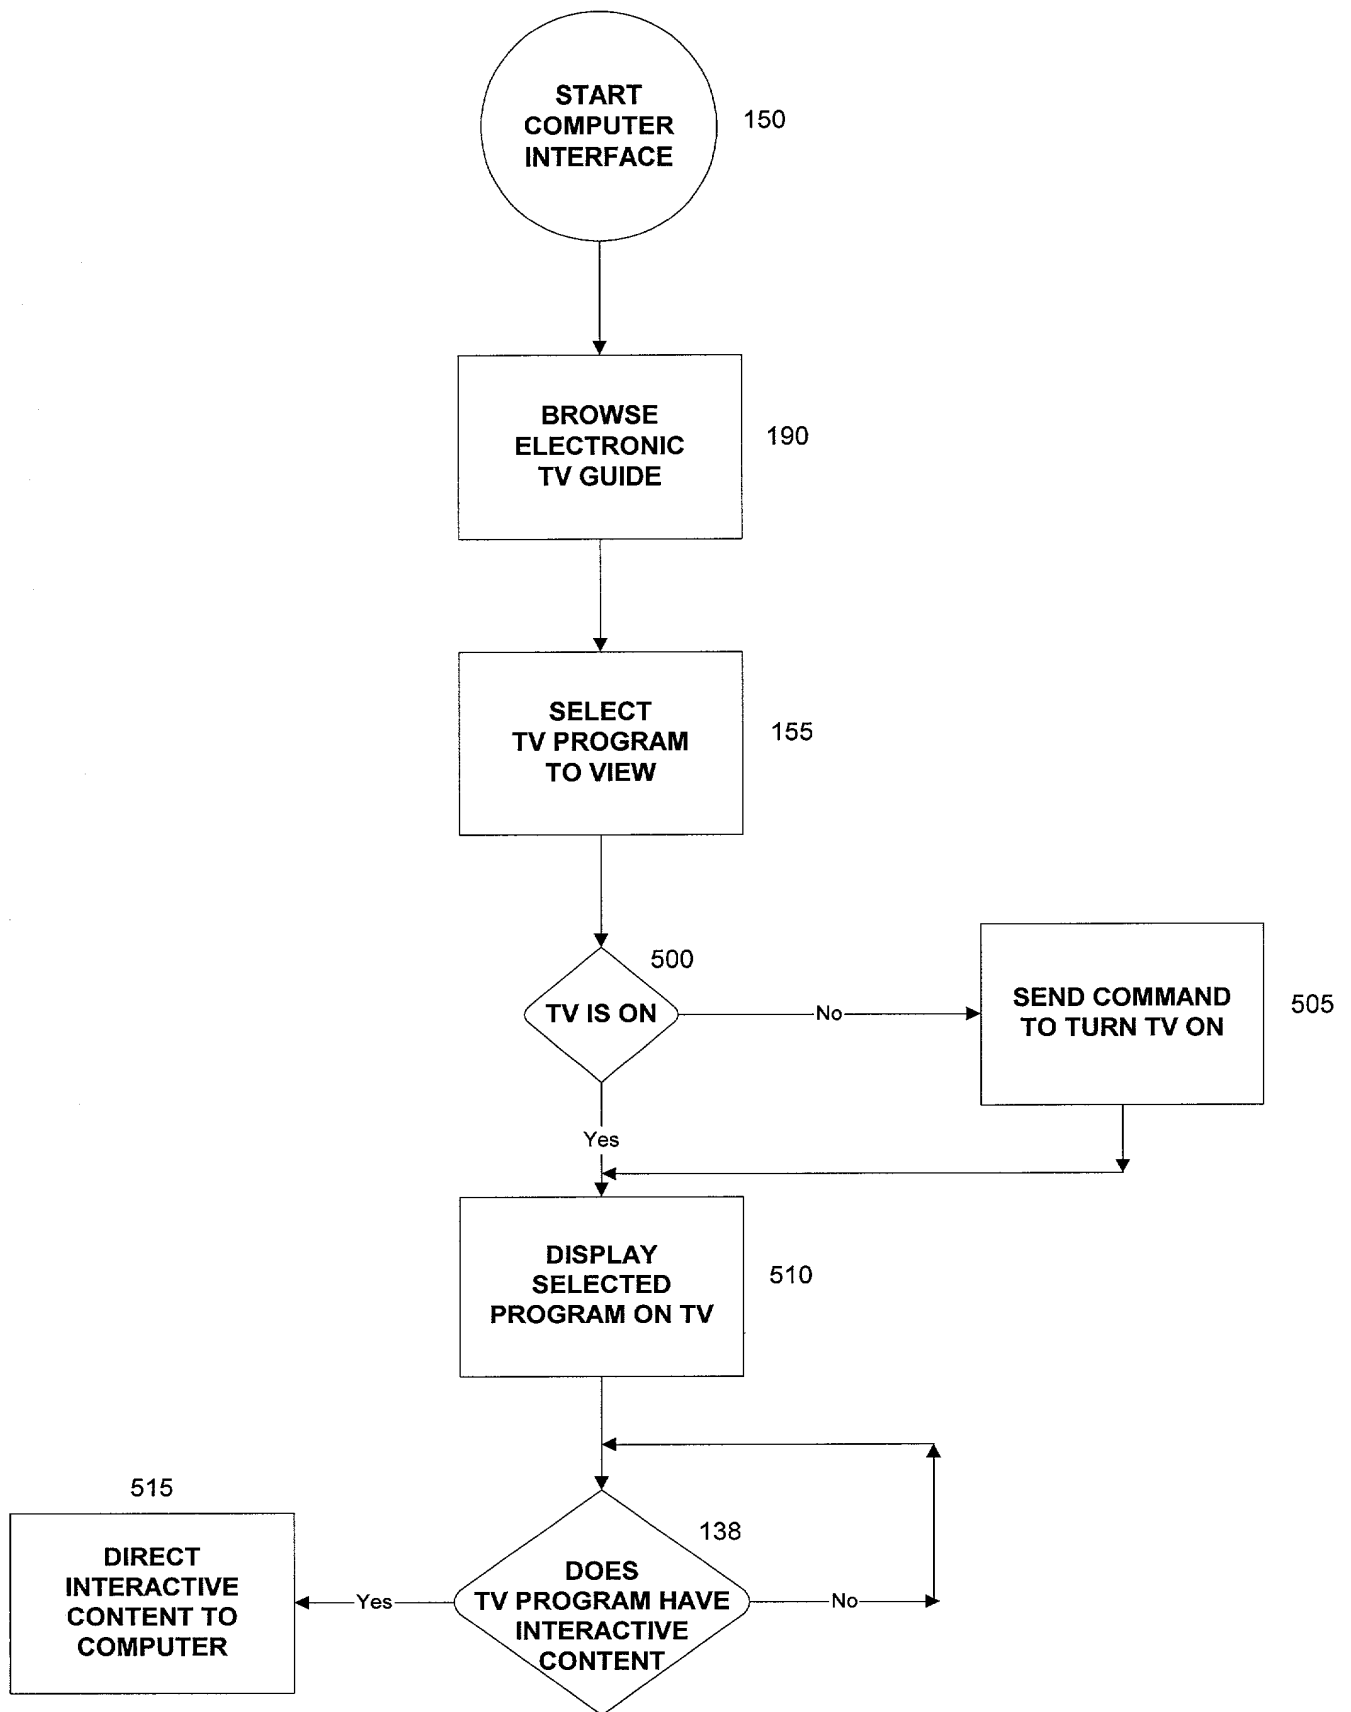 START
COMPUTER
INTERFACE
150
BROWSE
ELECTRONIC
TV GUIDE
190
SELECT
TV PROGRAM
TO VIEW
155
500
TV IS ON
No
SEND COMMAND
TO TURN TV ON
505
Yes
DISPLAY
SELECTED
PROGRAM ON TV
510
515
DIRECT
INTERACTIVE
CONTENT TO
COMPUTER
Yes
138
DOES
TV PROGRAM HAVE
INTERACTIVE
CONTENT
No